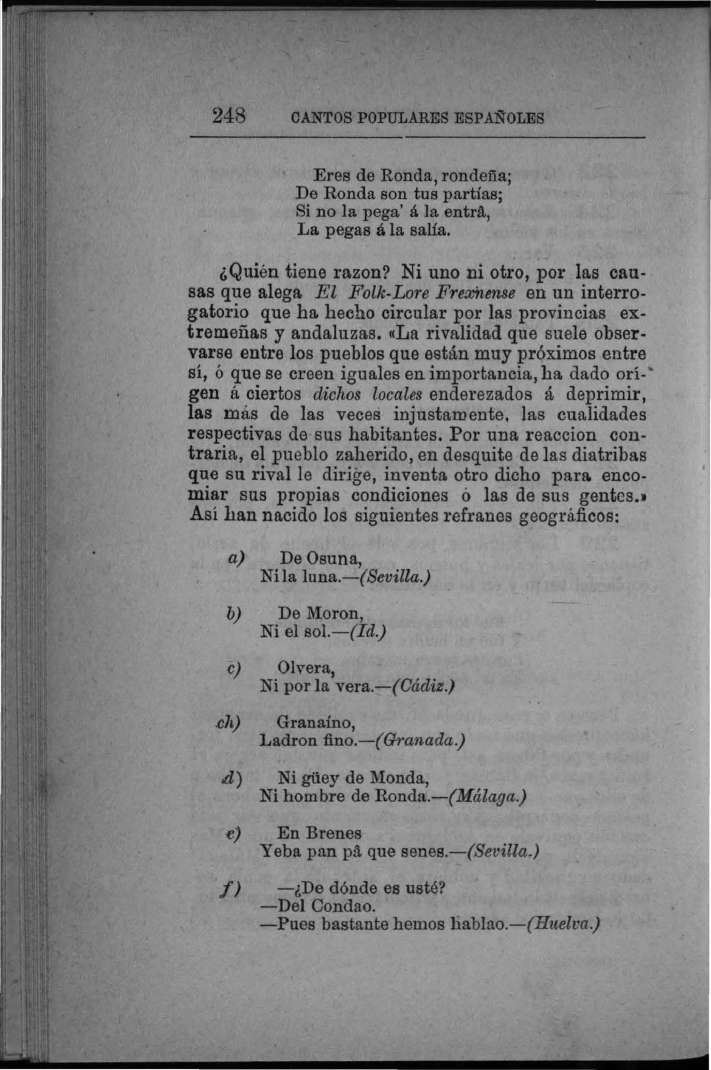 248 CANTOS POPULARES ESPAÑOLES
Eres de Ronda, rondeña;
De Ronda son tus partías;
Si no la pega' á la entrâ,
La pegas á la salía.
¿Quién tiene razon? Ni uno ni otro, por las cau-
sas que alega El Folk-Lore Frexnense en un interro-
gatorio que ha hecho circular por las provincias ex-
tremeñas y andaluzas. «La rivalidad que suele obser-
varse entre los pueblos que están muy próximos entre
sí, ó que se creen iguales en importancia, ha dado orí-
gen á ciertos dichos locales enderezados á deprimir,
las más de las veces injustamente, las cualidades
respectivas de sus habitantes. Por una reaccion con-
traria, el pueblo zaherido, en desquite de las diatribas
que su rival le dirige, inventa otro dicho para enco-
miar sus propias condiciones ó las de sus gentes.»
Así han nacido los siguientes refranes geográficos:
a) De Osuna,
Ni la luna.—(Sevilla.)
b) De Moron,
Ni el sol.—(Id.)
c) Olvera,
Ni por la vera.—(Cádiz.)
ch) Granaíno,
Ladron fino.—(Granada.)
d) Ni güey de Monda,
Ni hombre de Ronda.—(Málaga.)
e) En Brenes
Yeba pan pâ que senes.—(Sevilla.)
f) —¿De dónde es usté?
—Del Condao.
—Pues bastante hemos hablao.—(Huelva.)